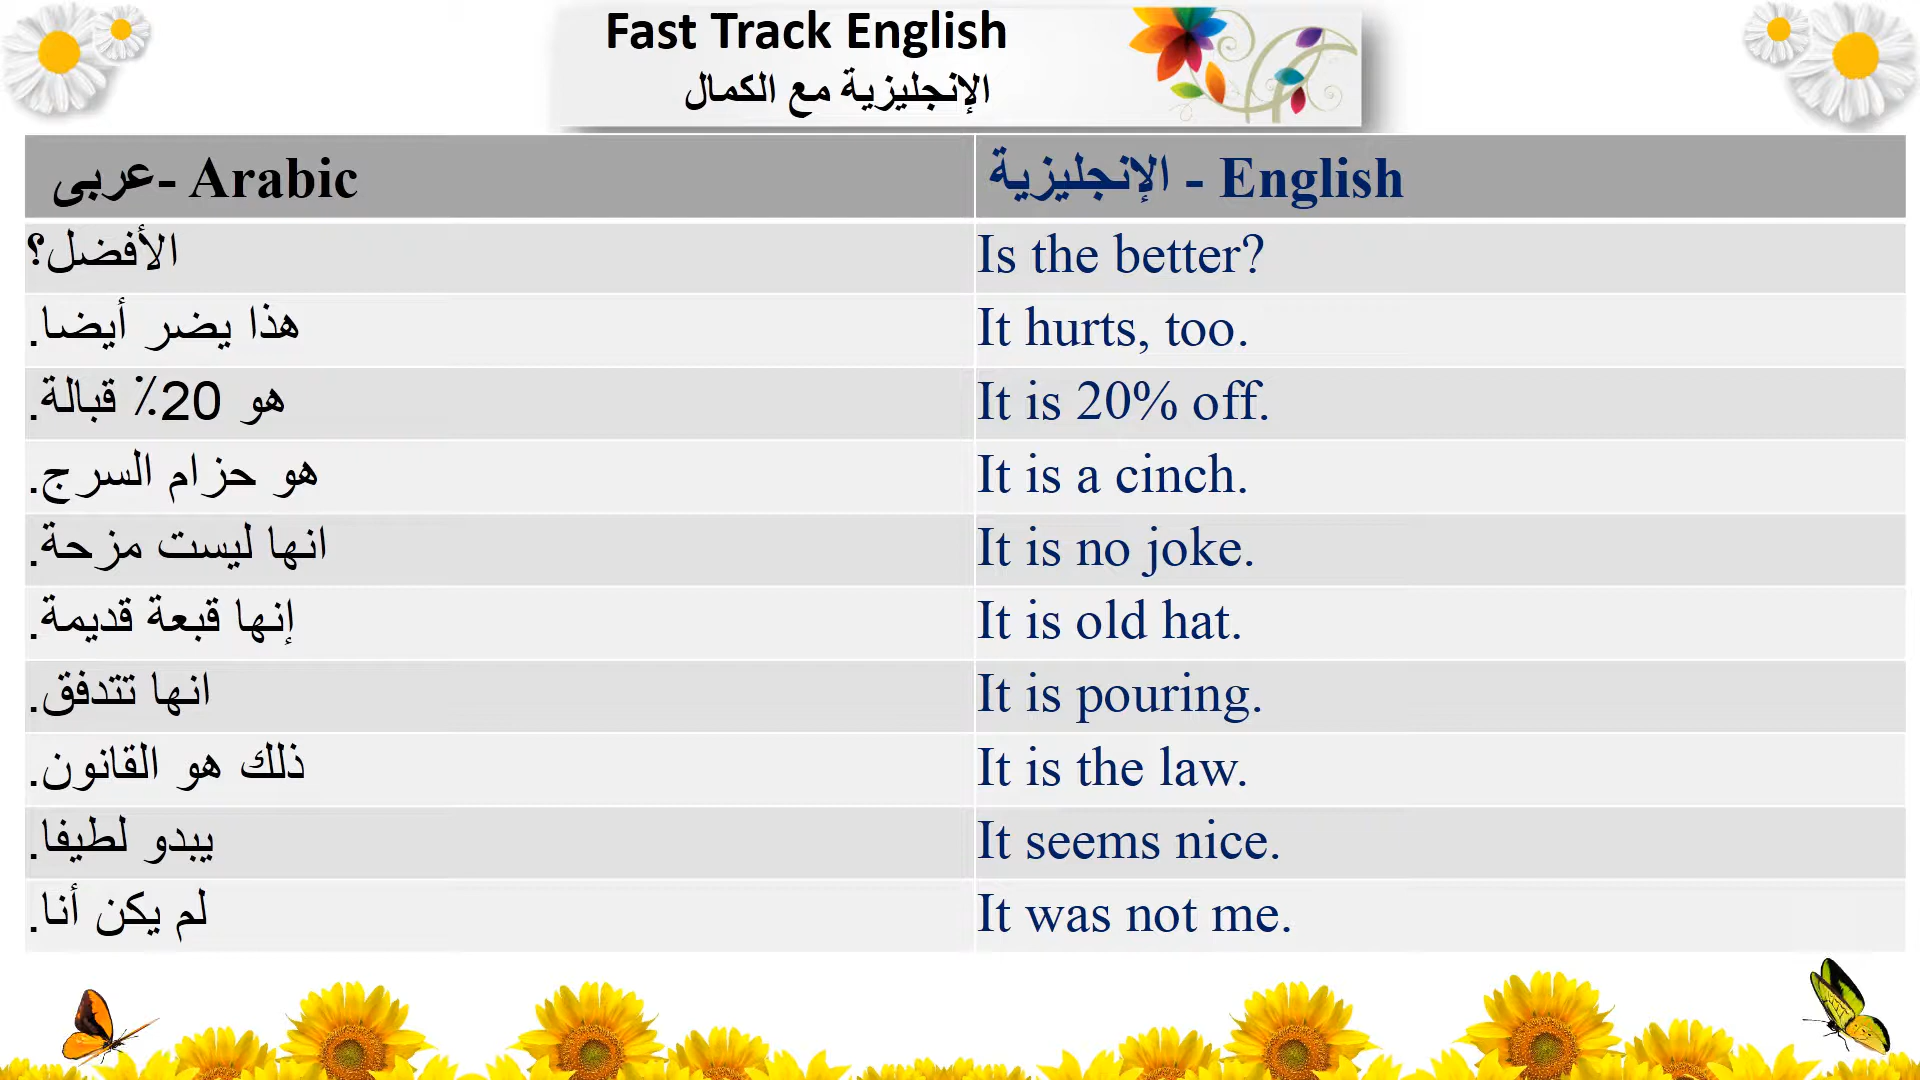 Fast Track English
الإنجليزية مع الكمال
عربى- Arabic
الإنجليزية - English
الأفضل؟
Is the better?
هذا يضر أيضا.
It hurts, too.
هو 20٪ قبالة.
It is 20% off.
هو حزام السرج.
It is a cinch.
انها ليست مزحة.
It is no joke.
إنها قبعة قديمة.
It is old hat.
انها تتدفق.
It is pouring.
ذلك هو القانون.
It is the law.
يبدو لطيفا.
It seems nice.
لم يكن أنا.
It was not me.